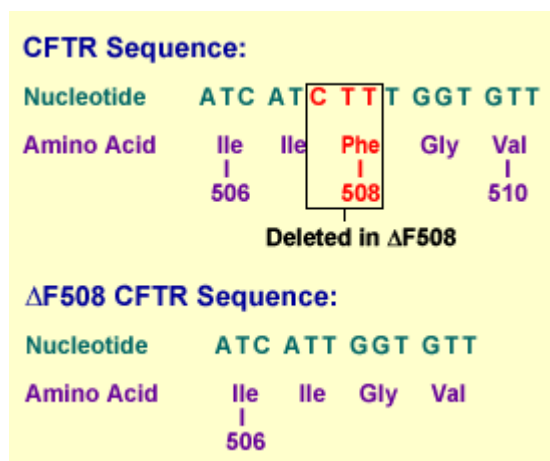 CFTR Sequence:
Nucleotide ATC ATC TTT GGT GTT
Amino Acid Ile Ile Phe Gly Val
506 508 510
Deleted in ΔF508
ΔF508 CFTR Sequence:
Nucleotide ATC ATT GGT GTT
Amino Acid Ile Ile Gly Val
506